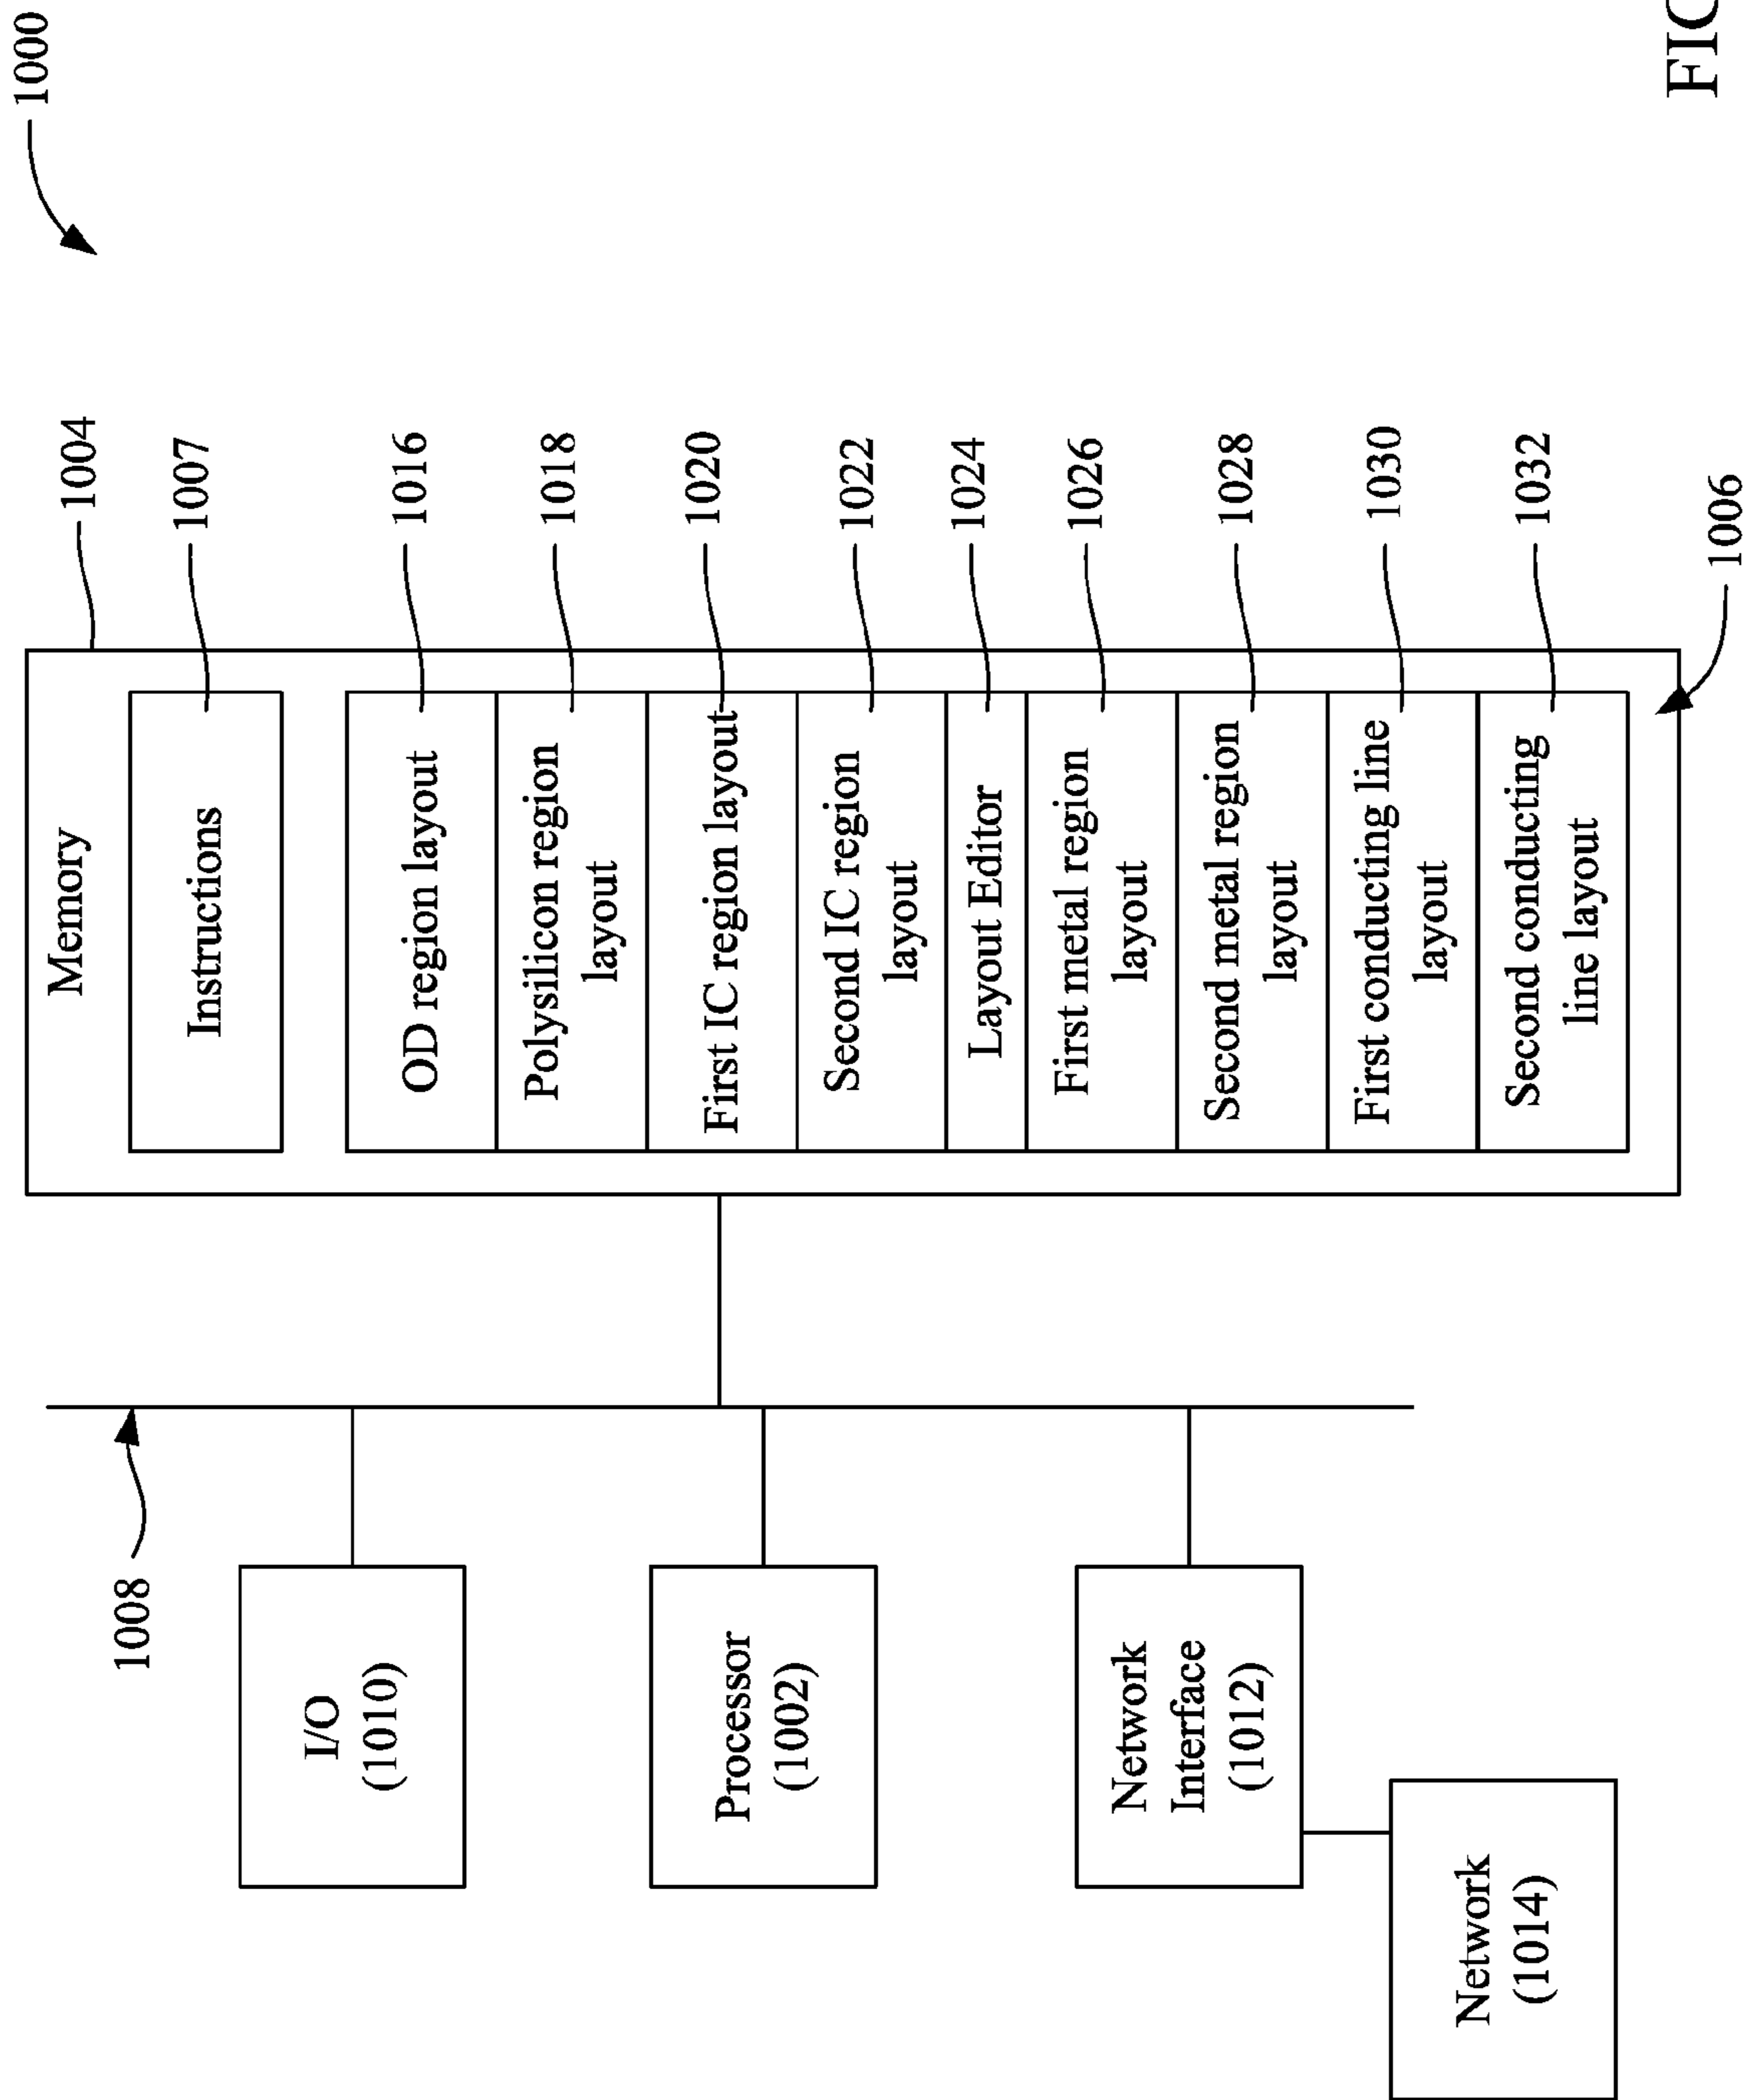 1000
Memory
1004
Instructions
1007
OD region layout
1016
Polysilicon region
layout
1018
First IC region layout
1020
Second IC region
layout
1022
Layout Editor
1024
First metal region
layout
1026
Second metal region
layout
1028
First conducting line
layout
1030
Second conducting
line layout
1032
1006
1008
I/O
(1010)
Processor
(1002)
Network
Interface
(1012)
Network
(1014)